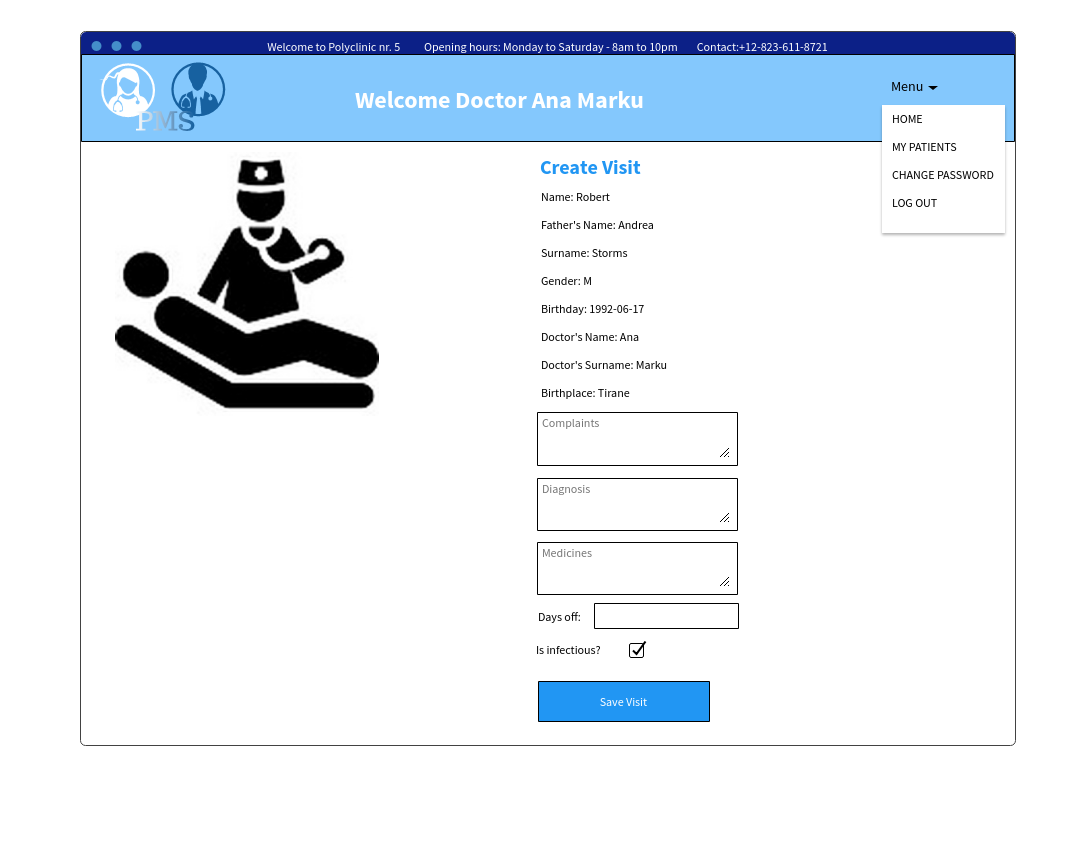 Welcome to Polyclinic nr. 5 Opening hours: Monday to Saturday - 8am to 10pm Contact:+12-823-611-8721
PMS
Welcome Doctor Ana Marku
Menu
HOME
MY PATIENTS
CHANGE PASSWORD
LOG OUT
Create Visit
Name: Robert
Father's Name: Andrea
Surname: Storms
Gender: M
Birthday: 1992-06-17
Doctor's Name: Ana
Doctor's Surname: Marku
Birthplace: Tirane
Complaints
Diagnosis
Medicines
Days off:
Is infectious?
Save Visit